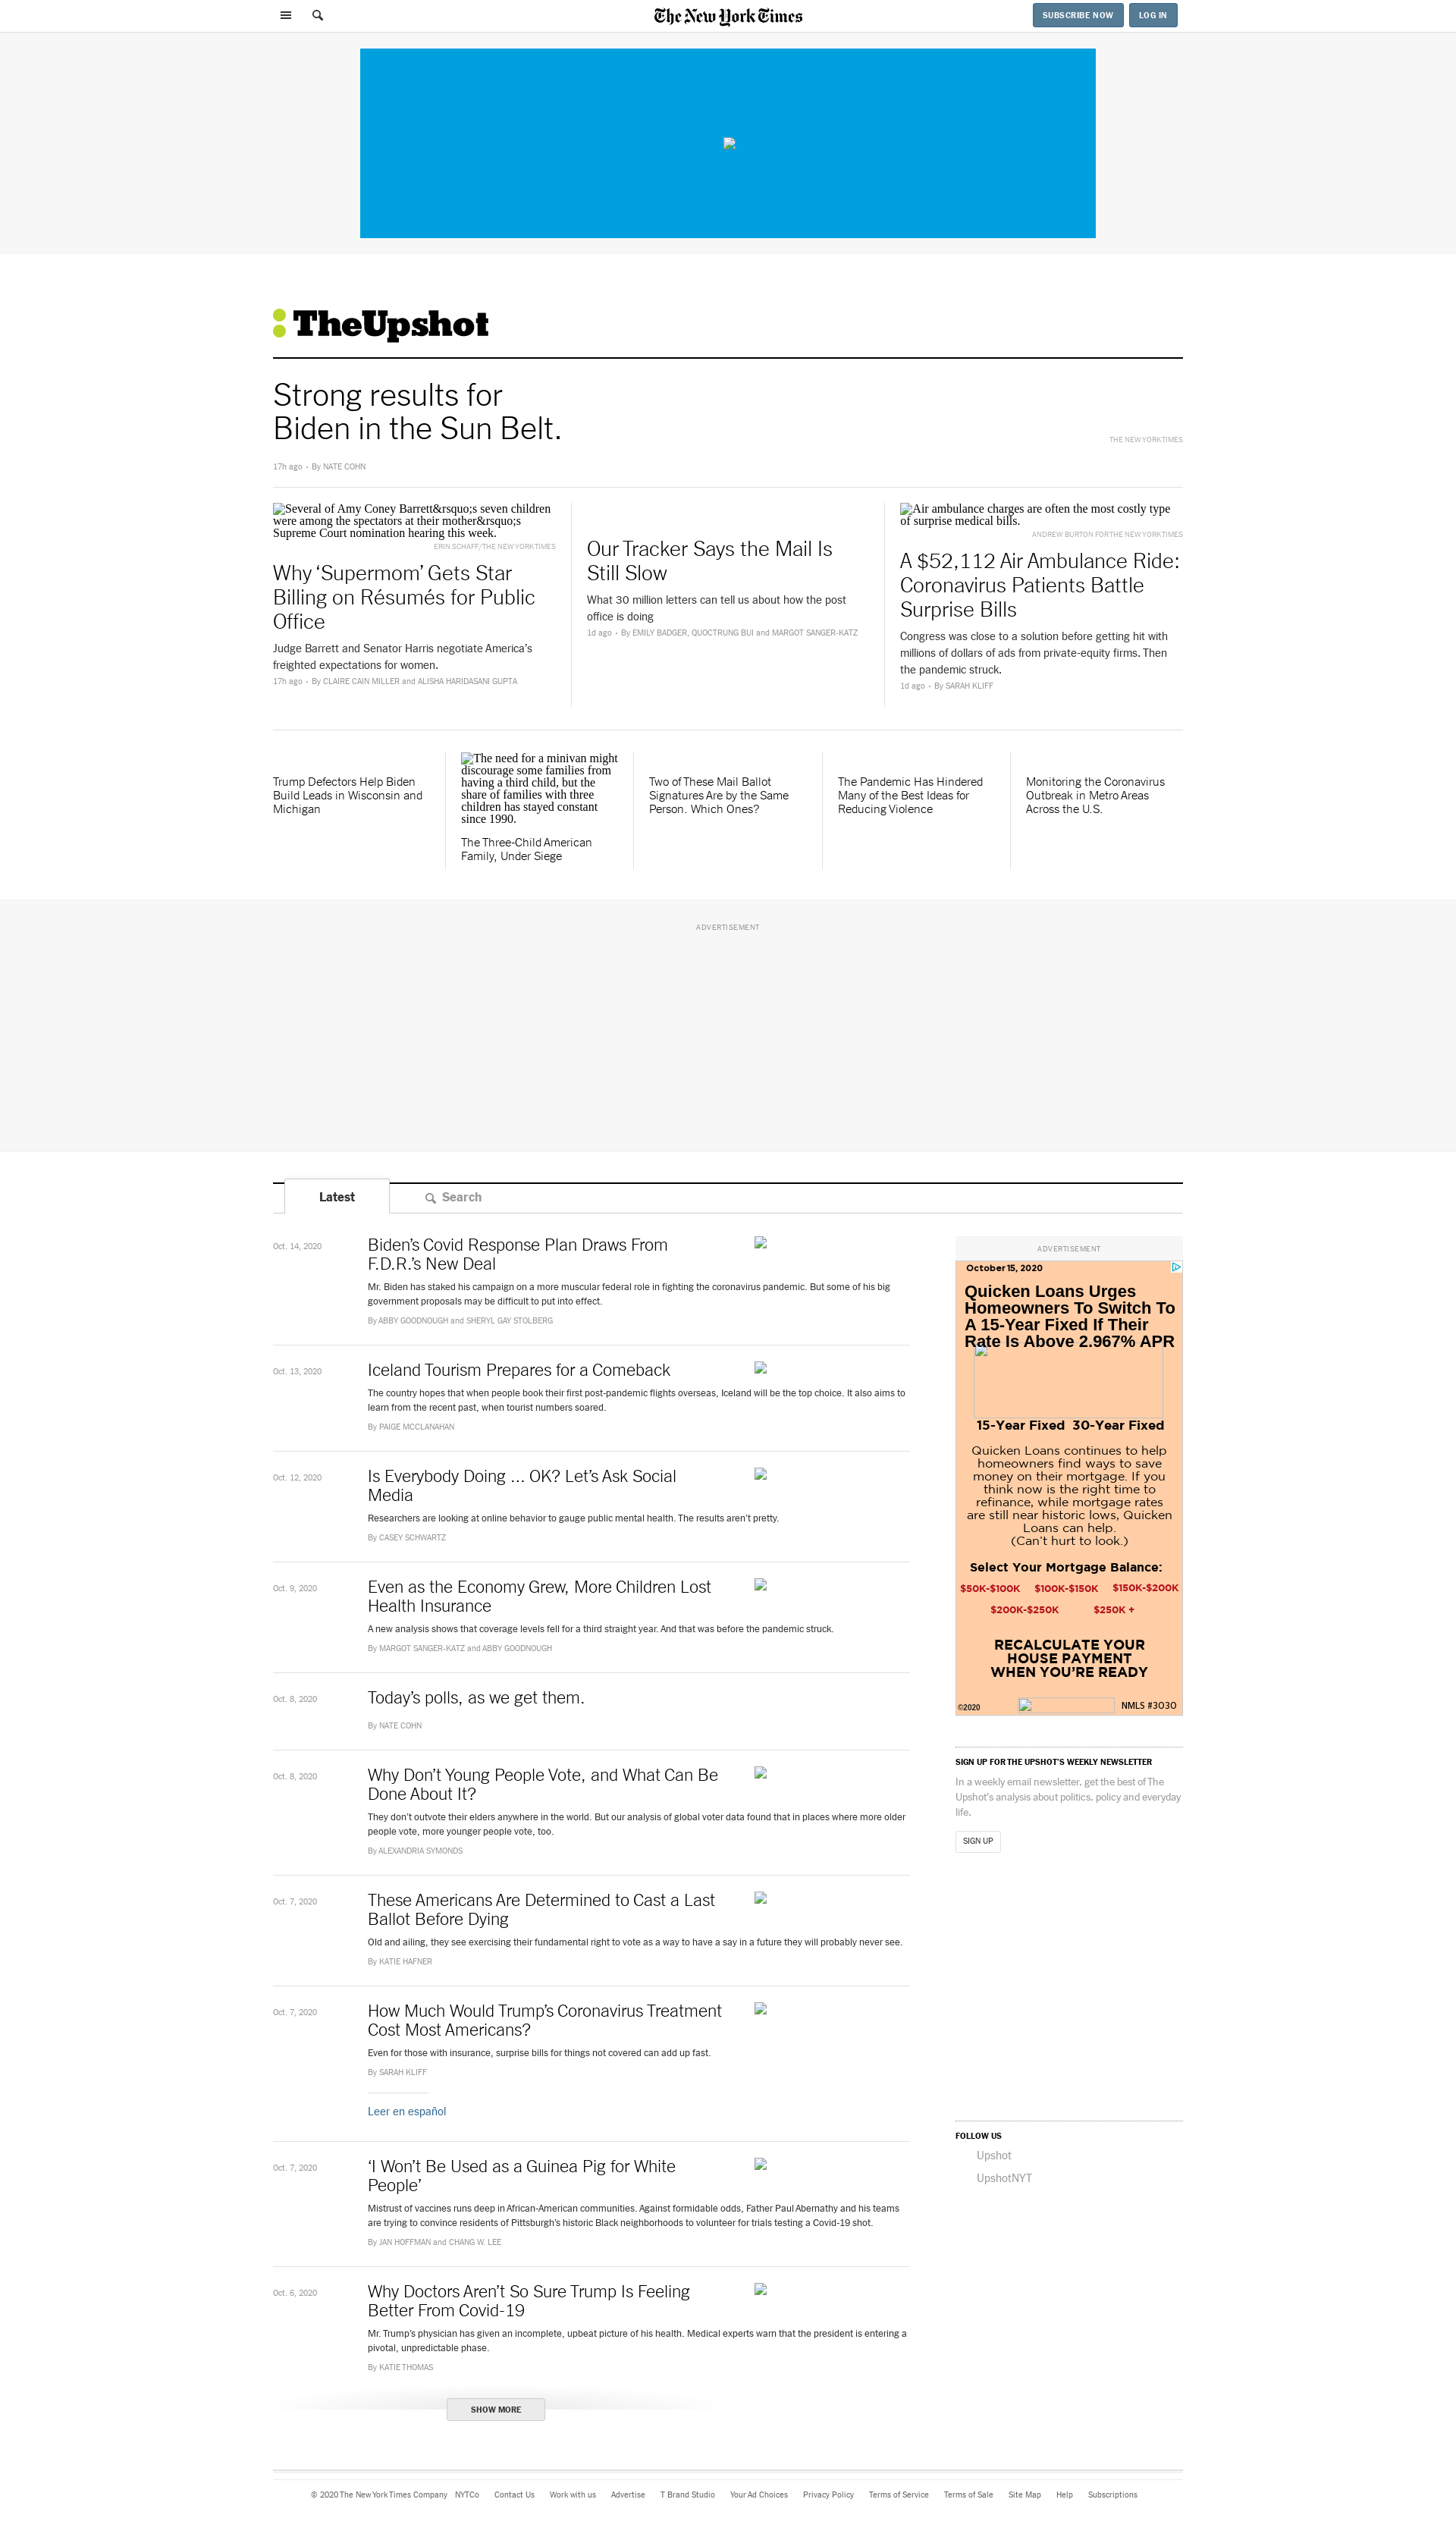 The New York Times
SUBSCRIBE NOW
LOG IN
TheUpshot
Strong results for
Biden in the Sun Belt.
THE NEW YORK TIMES
17h ago • By NATE COHN
Several of Amy Coney Barrett&rsquo;s seven children
were among the spectators at their mother&rsquo;s
Supreme Court nomination hearing this week.
ERIN SCHAFF/THE NEW YORK TIMES
Why ‘Supermom’ Gets Star
Billing on Résumés for Public
Office
Judge Barrett and Senator Harris negotiate America’s
freighted expectations for women.
17h ago • By CLAIRE CAIN MILLER and ALISHA HARIDASANI GUPTA
Our Tracker Says the Mail Is
Still Slow
What 30 million letters can tell us about how the post
office is doing
1d ago • By EMILY BADGER, QUOCTRUNG BUI and MARGOT SANGER-KATZ
Air ambulance charges are often the most costly type
of surprise medical bills.
ANDREW BURTON FOR THE NEW YORK TIMES
A $52,112 Air Ambulance Ride:
Coronavirus Patients Battle
Surprise Bills
Congress was close to a solution before getting hit with
millions of dollars of ads from private-equity firms. Then
the pandemic struck.
1d ago • By SARAH KLIFF
Trump Defectors Help Biden
Build Leads in Wisconsin and
Michigan
The need for a minivan might
discourage some families from
having a third child, but the
share of families with three
children has stayed constant
since 1990.
The Three-Child American
Family, Under Siege
Two of These Mail Ballot
Signatures Are by the Same
Person. Which Ones?
The Pandemic Has Hindered
Many of the Best Ideas for
Reducing Violence
Monitoring the Coronavirus
Outbreak in Metro Areas
Across the U.S.
ADVERTISEMENT
Latest
Search
Oct. 14, 2020
Biden’s Covid Response Plan Draws From
F.D.R.’s New Deal
Mr. Biden has staked his campaign on a more muscular federal role in fighting the coronavirus pandemic. But some of his big
government proposals may be difficult to put into effect.
By ABBY GOODNOUGH and SHERYL GAY STOLBERG
Oct. 13, 2020
Iceland Tourism Prepares for a Comeback
The country hopes that when people book their first post-pandemic flights overseas, Iceland will be the top choice. It also aims to
learn from the recent past, when tourist numbers soared.
By PAIGE MCCLANAHAN
Oct. 12, 2020
Is Everybody Doing ... OK? Let’s Ask Social
Media
Researchers are looking at online behavior to gauge public mental health. The results aren’t pretty.
By CASEY SCHWARTZ
Oct. 9, 2020
Even as the Economy Grew, More Children Lost
Health Insurance
A new analysis shows that coverage levels fell for a third straight year. And that was before the pandemic struck.
By MARGOT SANGER-KATZ and ABBY GOODNOUGH
Oct. 8, 2020
Today’s polls, as we get them.
By NATE COHN
Oct. 8, 2020
Why Don’t Young People Vote, and What Can Be
Done About It?
They don’t outvote their elders anywhere in the world. But our analysis of global voter data found that in places where more older
people vote, more younger people vote, too.
By ALEXANDRIA SYMONDS
Oct. 7, 2020
These Americans Are Determined to Cast a Last
Ballot Before Dying
Old and ailing, they see exercising their fundamental right to vote as a way to have a say in a future they will probably never see.
By KATIE HAFNER
Oct. 7, 2020
How Much Would Trump’s Coronavirus Treatment
Cost Most Americans?
Even for those with insurance, surprise bills for things not covered can add up fast.
By SARAH KLIFF
Leer en español
Oct. 7, 2020
‘I Won’t Be Used as a Guinea Pig for White
People’
Mistrust of vaccines runs deep in African-American communities. Against formidable odds, Father Paul Abernathy and his teams
are trying to convince residents of Pittsburgh’s historic Black neighborhoods to volunteer for trials testing a Covid-19 shot.
By JAN HOFFMAN and CHANG W. LEE
Oct. 6, 2020
Why Doctors Aren’t So Sure Trump Is Feeling
Better From Covid-19
Mr. Trump’s physician has given an incomplete, upbeat picture of his health. Medical experts warn that the president is entering a
pivotal, unpredictable phase.
By KATIE THOMAS
SHOW MORE
ADVERTISEMENT
October 15, 2020
Quicken Loans Urges
Homeowners To Switch To
A 15-Year Fixed If Their
Rate Is Above 2.967% APR
15-Year Fixed 30-Year Fixed
Quicken Loans continues to help
homeowners find ways to save
money on their mortgage. If you
think now is the right time to
refinance, while mortgage rates
are still near historic lows, Quicken
Loans can help.
(Can’t hurt to look.)
Select Your Mortgage Balance:
$50K-$100K $100K-$150K $150K-$200K
$200K-$250K $250K +
RECALCULATE YOUR
HOUSE PAYMENT
WHEN YOU’RE READY
©2020
NMLS #3030
SIGN UP FOR THE UPSHOT’S WEEKLY NEWSLETTER
In a weekly email newsletter, get the best of The
Upshot’s analysis about politics, policy and everyday
life.
SIGN UP
FOLLOW US
Upshot
UpshotNYT
© 2020 The New York Times Company NYTCo Contact Us Work with us Advertise T Brand Studio Your Ad Choices Privacy Policy Terms of Service Terms of Sale Site Map Help Subscriptions